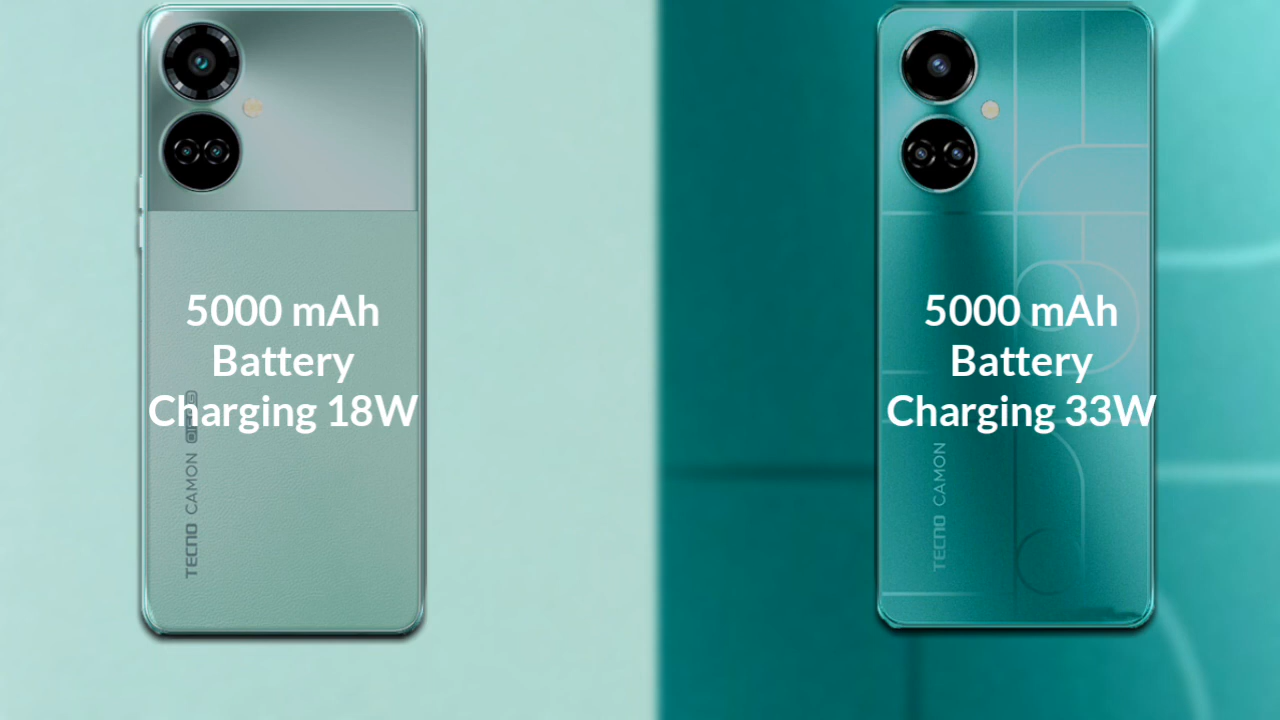 5000 mAh
Battery
Charging 18W
TECNO CAMON
5000 mAh
Battery
Charging 33W
TECNO CAMON